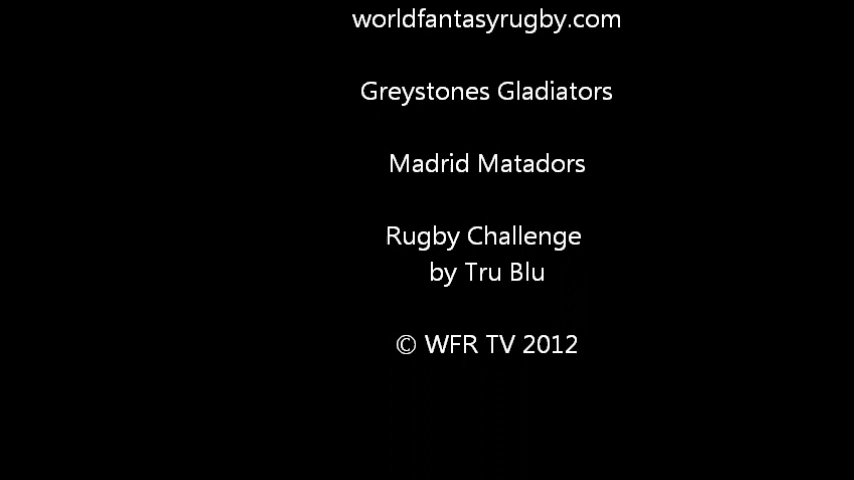 worldfantasyrugby.com
Greystones Gladiators
Madrid Matadors
Rugby Challenge
by Tru Blu
© WFR TV 2012